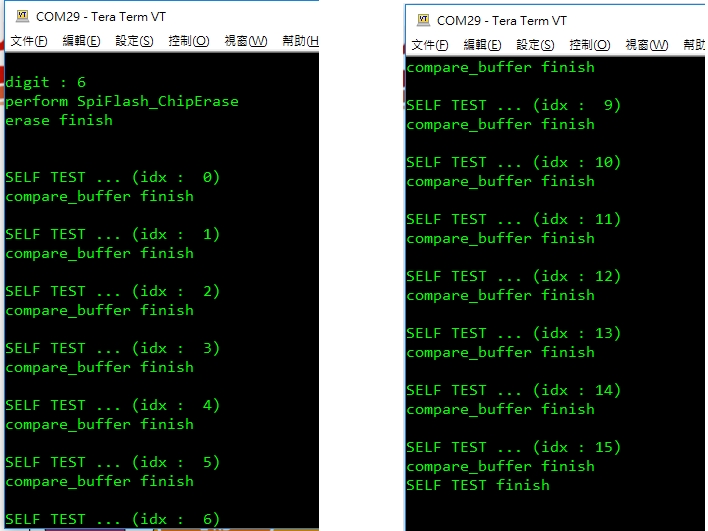 COM29 - Tera Term VT
文件(F) 編輯(E) 設定(S) 控制(O) 視窗(W) 幫助(H
digit : 6
perform SpiFlash_ChipErase
erase finish
SELF TEST ... (idx :  0)
compare_buffer finish
SELF TEST ... (idx :  1)
compare_buffer finish
SELF TEST ... (idx :  2)
compare_buffer finish
SELF TEST ... (idx :  3)
compare_buffer finish
SELF TEST ... (idx :  4)
compare_buffer finish
SELF TEST ... (idx :  5)
compare_buffer finish
SELF TEST ... (idx :  6)
COM29 - Tera Term VT
文件(F) 編輯(E) 設定(S) 控制(O) 視窗(W) 幫助
compare_buffer finish
SELF TEST ... (idx :  9)
compare_buffer finish
SELF TEST ... (idx : 10)
compare_buffer finish
SELF TEST ... (idx : 11)
compare_buffer finish
SELF TEST ... (idx : 12)
compare_buffer finish
SELF TEST ... (idx : 13)
compare_buffer finish
SELF TEST ... (idx : 14)
compare_buffer finish
SELF TEST ... (idx : 15)
compare_buffer finish
SELF TEST finish